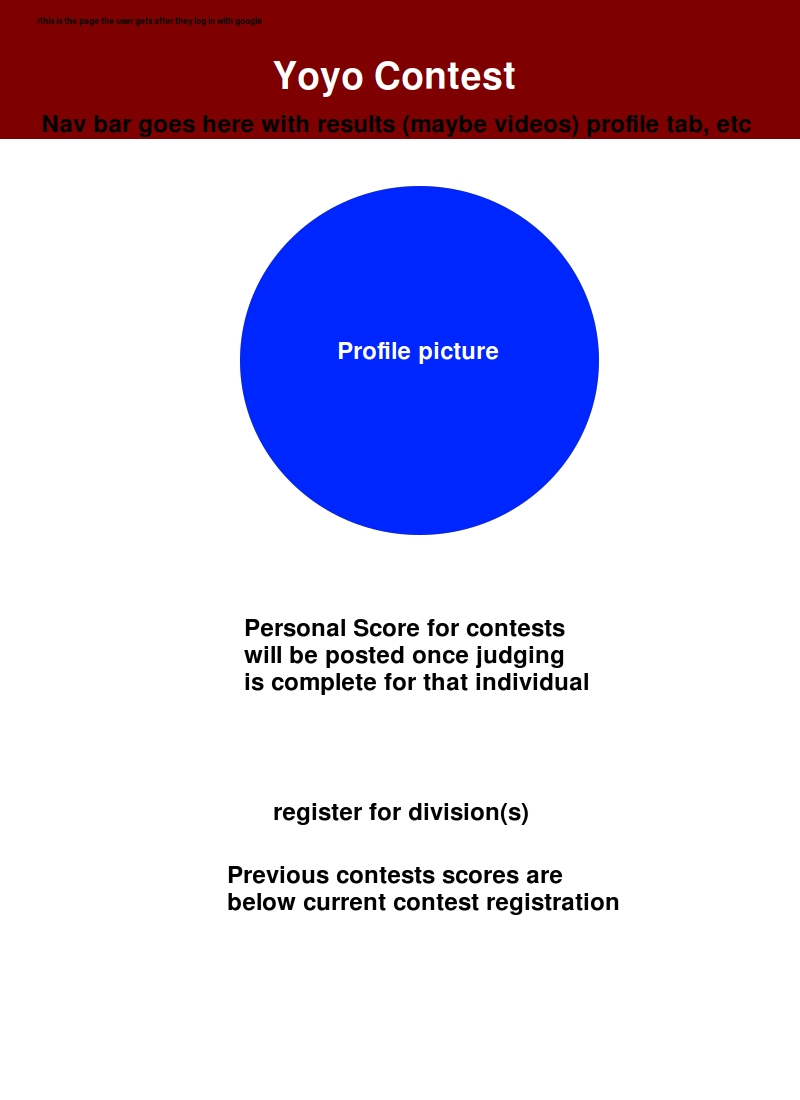 //this is the page the user gets after they log in with google
Yoyo Contest
Nav bar goes here with results (maybe videos) profile tab, etc
Profile picture
Personal Score for contests
will be posted once judging
is complete for that individual
register for division(s)
Previous contests scores are
below current contest registration